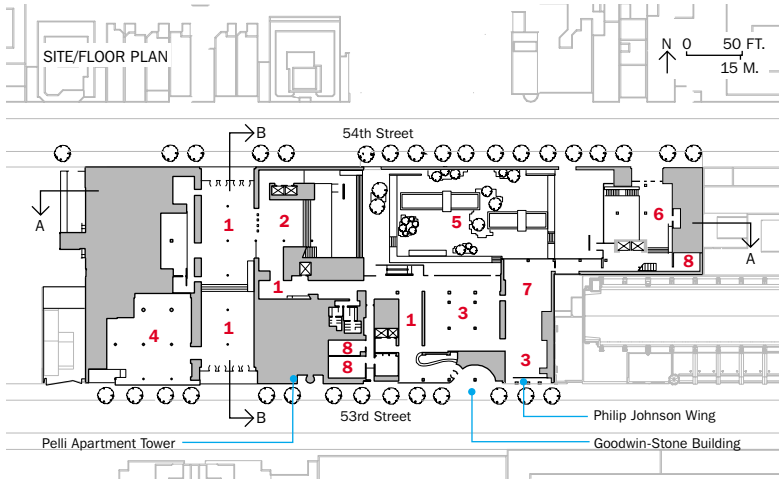 SITE/FLOOR PLAN
N 0 50 FT.
15 M.
B
54th Street
A
1
2
5
6
A
8
1
7
1
3
4
1
8
8
3
B
53rd Street
Philip Johnson Wing
Pelli Apartment Tower
Goodwin-Stone Building